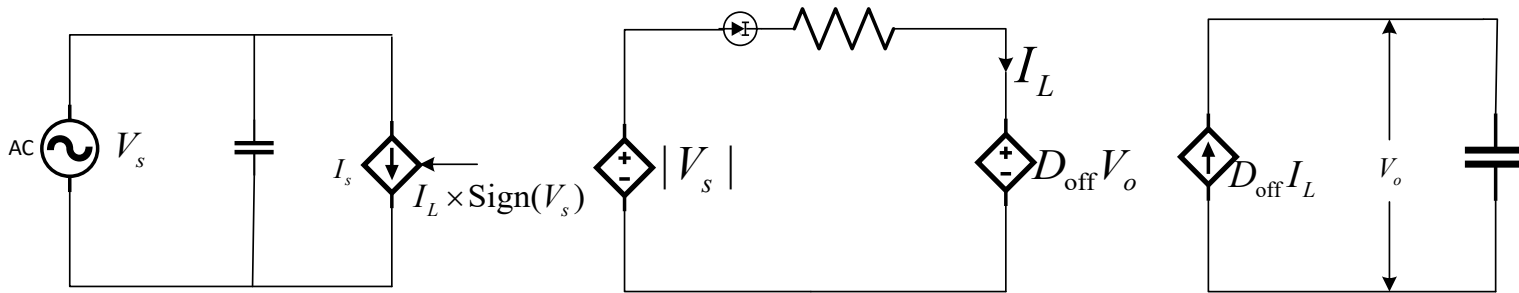 AC
V_s
I_s
I_L × Sign(V_s)
+
-
|V_s|
I_L
+
-
D_off V_o
D_off I_L
V_o